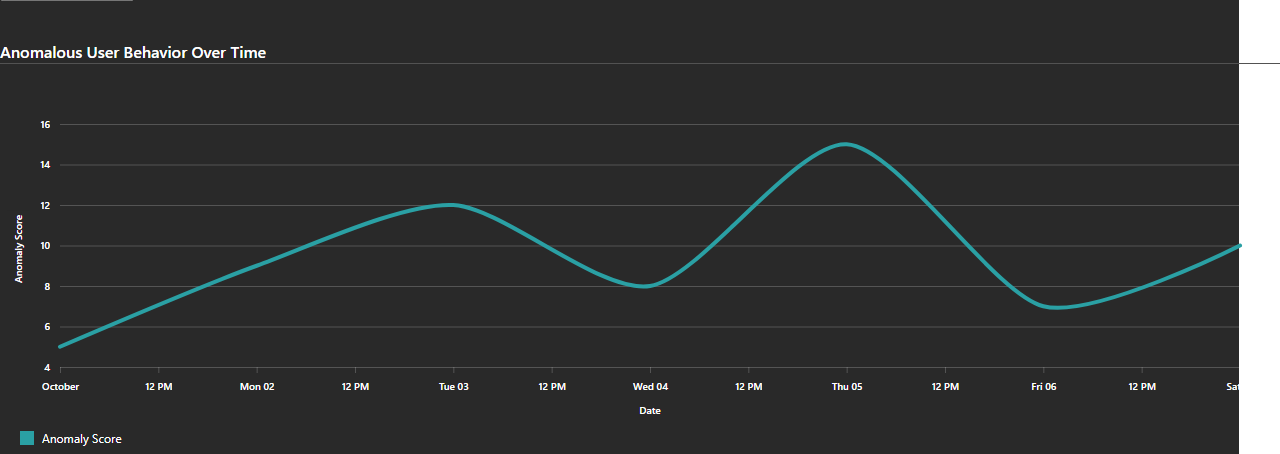 Anomalous User Behavior Over Time
16
14
12
10
8
6
4
Anomaly Score
October 12 PM Mon 02 12 PM Tue 03 12 PM Wed 04 12 PM Thu 05 12 PM Fri 06 12 PM Sat
Date
Anomaly Score